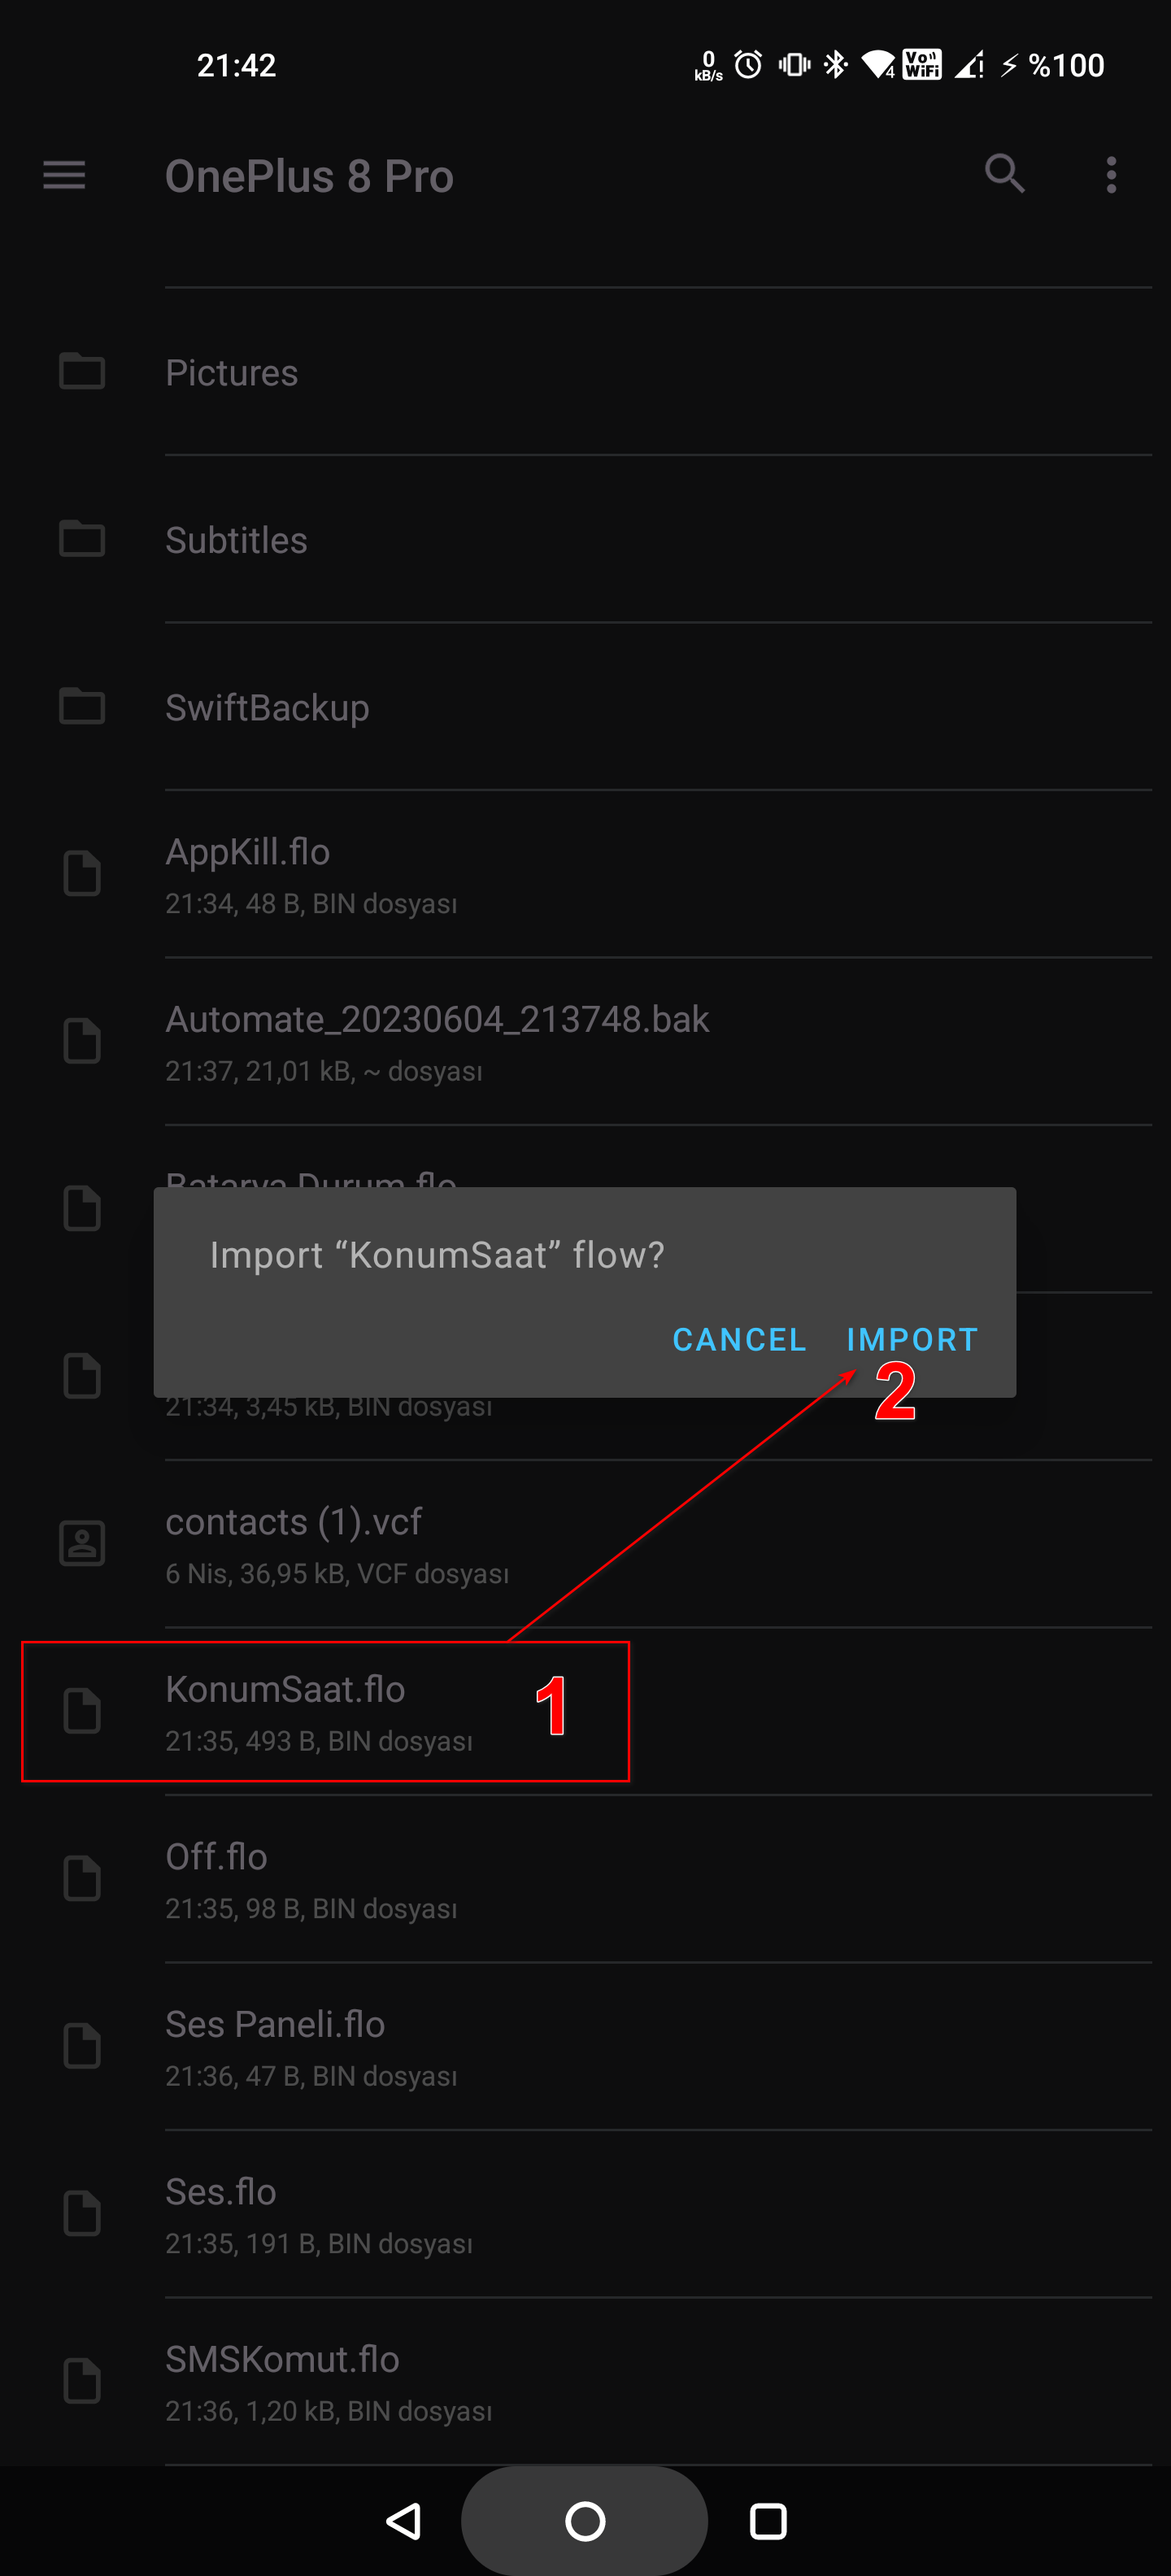 21:42
0
kB/s
4
Vo
WiFi
%100
OnePlus 8 Pro
Pictures
Subtitles
SwiftBackup
AppKill.flo
21:34, 48 B, BIN dosyası
Automate_20230604_213748.bak
21:37, 21,01 kB, ~ dosyası
Batarya Durum.flo
Import “KonumSaat” flow?
CANCEL
IMPORT
2
21:34, 3,45 kB, BIN dosyası
contacts (1).vcf
6 Nis, 36,95 kB, VCF dosyası
KonumSaat.flo
1
21:35, 493 B, BIN dosyası
Off.flo
21:35, 98 B, BIN dosyası
Ses Paneli.flo
21:36, 47 B, BIN dosyası
Ses.flo
21:35, 191 B, BIN dosyası
SMSKomut.flo
21:36, 1,20 kB, BIN dosyası